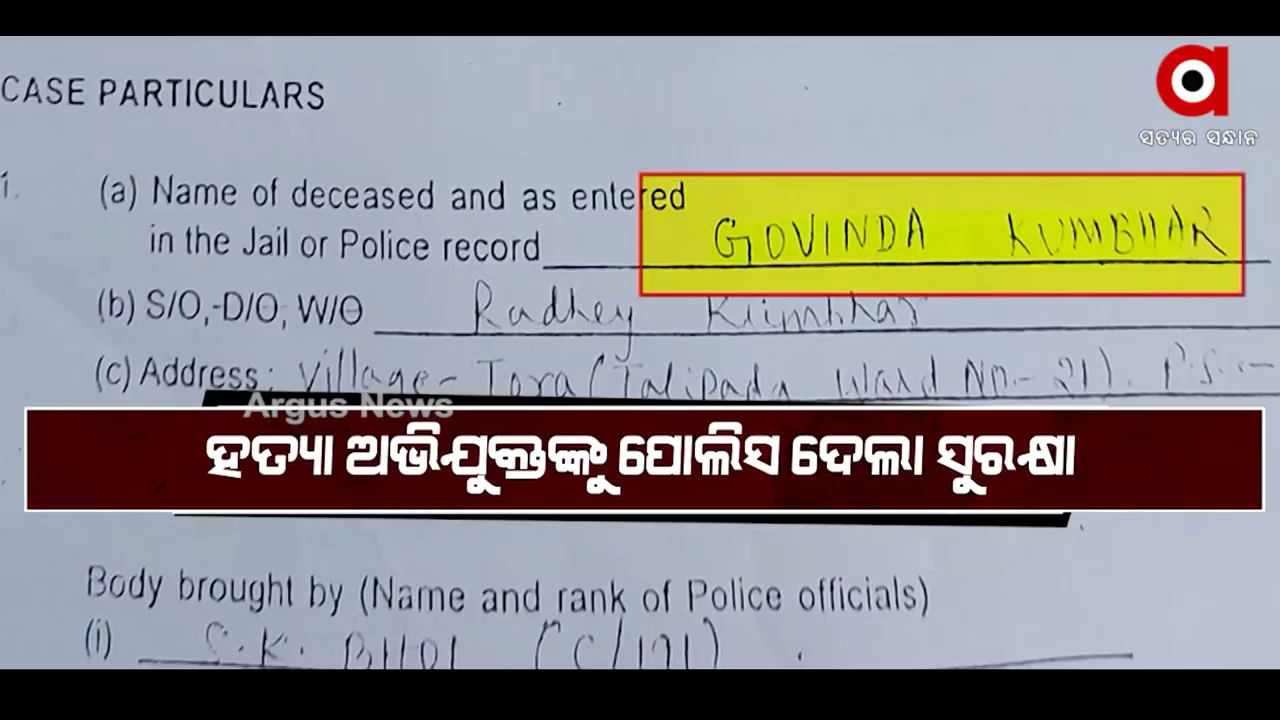 CASE PARTICULARS
ସତ୍ୟର ସନ୍ଧାନ
1. (a) Name of deceased and as entered
in the Jail or Police record GOVINDA KUMBHAR
(b) S/O,-D/O, W/O Radhey Kumbhar
(c) Address: Village - Tora (Talipada Ward No.- 21). P.S. :-
Argus News
ହତ୍ୟା ଅଭିଯୁକ୍ତଙ୍କୁ ପୋଲିସ ଦେଲା ସୁରକ୍ଷା
Body brought by (Name and rank of Police officials)
(i) S.K. BHOI (C/171)